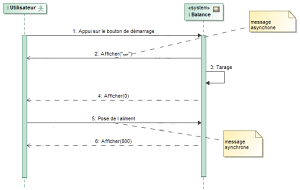 : Utilisateur
«system»
: Balance
message
asynchrone
1: Appui sur le bouton de démarrage
2: Afficher("---")
3: Tarage
4: Afficher(0)
5: Pose de l'aliment
message
synchrone
6: Afficher(800)